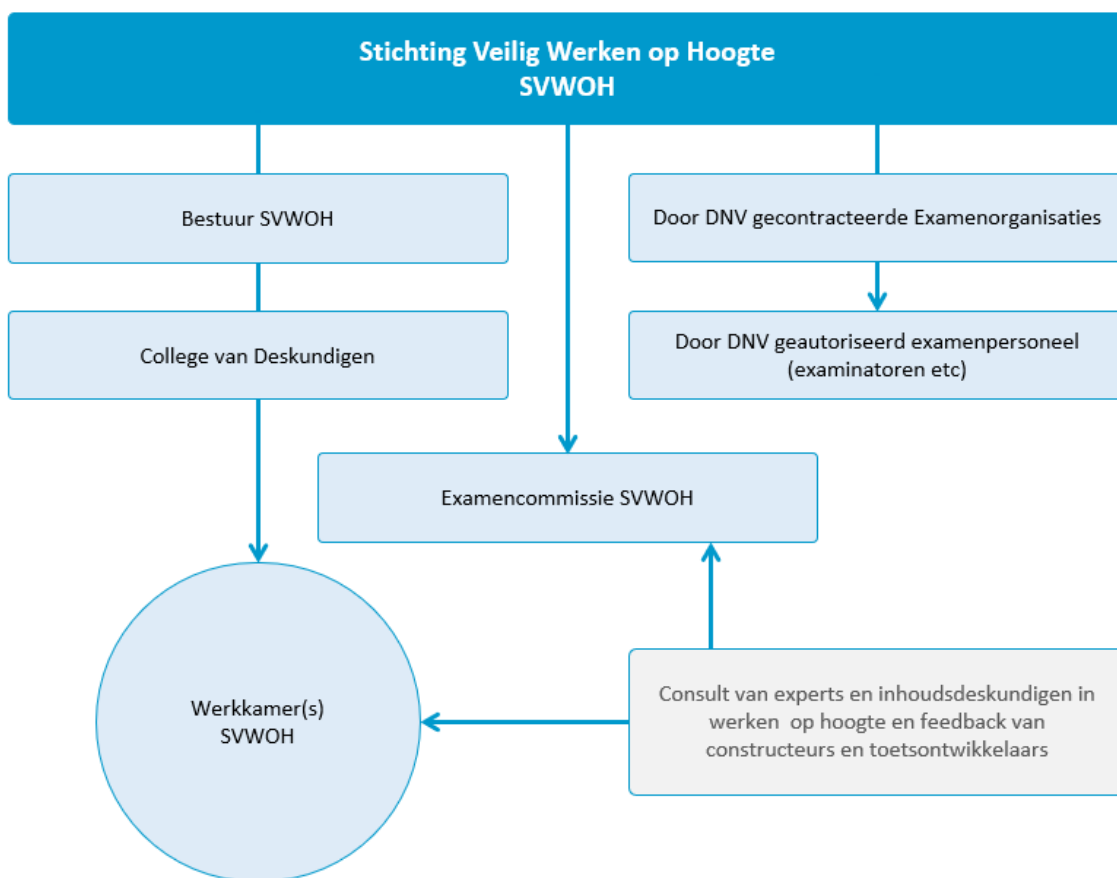 Stichting Veilig Werken op Hoogte
SVWOH
Bestuur SVWOH
Door DNV gecontracteerde Examenorganisaties
College van Deskundigen
Door DNV geautoriseerd examenpersoneel
(examinatoren etc)
Examencommissie SVWOH
Werkkamer(s)
SVWOH
Consult van experts en inhoudsdeskundigen in
werken op hoogte en feedback van
constructeurs en toetsontwikkelaars